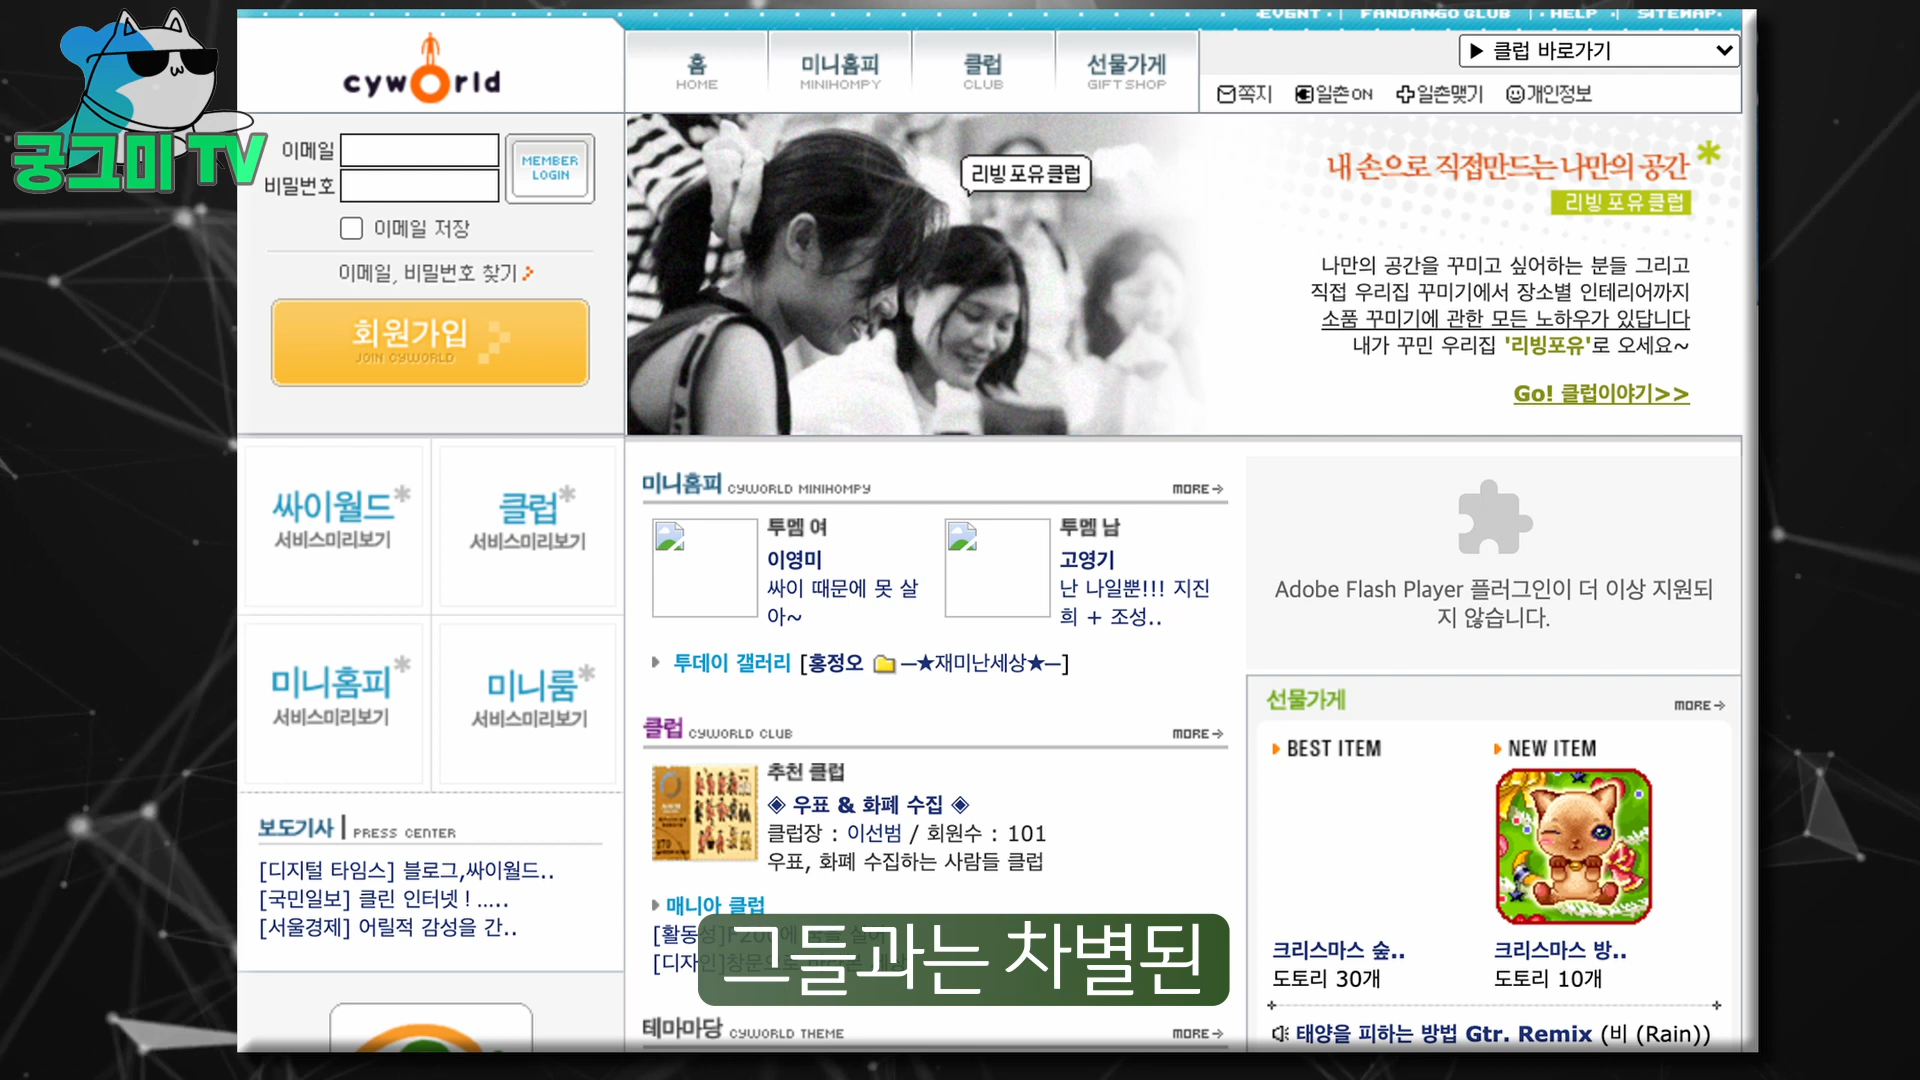 궁그미 TV
EVENT · | FANDANGO CLUB | · HELP · | SITEMAP ·
cyworld
홈
HOME
미니홈피
MINIHOMPY
클럽
CLUB
선물가게
GIFT SHOP
▶ 클럽 바로가기
쪽지 일촌ON 일촌맺기 개인정보
이메일
비밀번호
MEMBER
LOGIN
이메일 저장
이메일, 비밀번호 찾기
회원가입
JOIN CYWORLD
리빙포유클럽
내 손으로 직접만드는 나만의 공간
리빙포유클럽
나만의 공간을 꾸미고 싶어하는 분들 그리고
직접 우리집 꾸미기에서 장소별 인테리어까지
소품 꾸미기에 관한 모든 노하우가 있답니다
내가 꾸민 우리집 '리빙포유'로 오세요~
Go! 클럽이야기>>
싸이월드*
서비스미리보기
클럽*
서비스미리보기
미니홈피*
서비스미리보기
미니룸*
서비스미리보기
보도기사 | PRESS CENTER
[디지털 타임스] 블로그,싸이월드..
[국민일보] 클린 인터넷！.....
[서울경제] 어릴적 감성을 간..
미니홈피 CYWORLD MINIHOMPY MORE
투멤 여
이영미
싸이 때문에 못 살
아~
투멤 남
고영기
난 나일뿐!!! 지진
희 + 조성..
투데이 갤러리 [홍정오 —★재미난세상★—]
클럽 CYWORLD CLUB MORE
추천 클럽
◈ 우표 & 화폐 수집 ◈
클럽장 : 이선범 / 회원수 : 101
우표, 화폐 수집하는 사람들 클럽
매니아 클럽
[활동성]
[디자인]창문으로
테마마당 CYWORLD THEME MORE
Adobe Flash Player 플러그인이 더 이상 지원되
지 않습니다.
선물가게 MORE
BEST ITEM
NEW ITEM
크리스마스 숲..
도토리 30개
크리스마스 방..
도토리 10개
태양을 피하는 방법 Gtr. Remix (비 (Rain))
그들과는 차별된